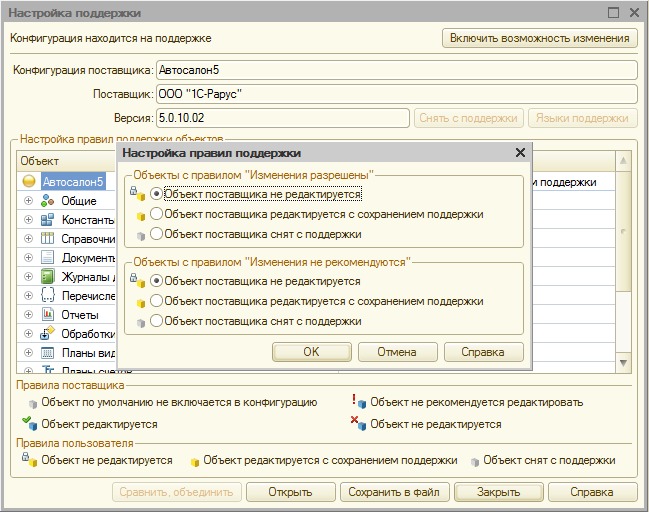 Настройка поддержки
Конфигурация находится на поддержке
Включить возможность изменения
Конфигурация поставщика: Автосалон5
Поставщик: ООО "1С-Рарус"
Версия: 5.0.10.02
Снять с поддержки
Языки поддержки
Настройка правил поддержки объектов
Объект
Автосалон5
и поддержки
Общие
Константы
Справочни
Документы
Журналы д
Перечисле
Отчеты
Обработки
Планы вид
Планы счетов
Настройка правил поддержки
Объекты с правилом "Изменения разрешены"
Объект поставщика не редактируется
Объект поставщика редактируется с сохранением поддержки
Объект поставщика снят с поддержки
Объекты с правилом "Изменения не рекомендуются"
Объект поставщика не редактируется
Объект поставщика редактируется с сохранением поддержки
Объект поставщика снят с поддержки
OK
Отмена
Справка
Правила поставщика
Объект по умолчанию не включается в конфигурацию
Объект не рекомендуется редактировать
Объект редактируется
Объект не редактируется
Правила пользователя
Объект не редактируется
Объект редактируется с сохранением поддержки
Объект снят с поддержки
Сравнить, объединить
Открыть
Сохранить в файл
Закрыть
Справка